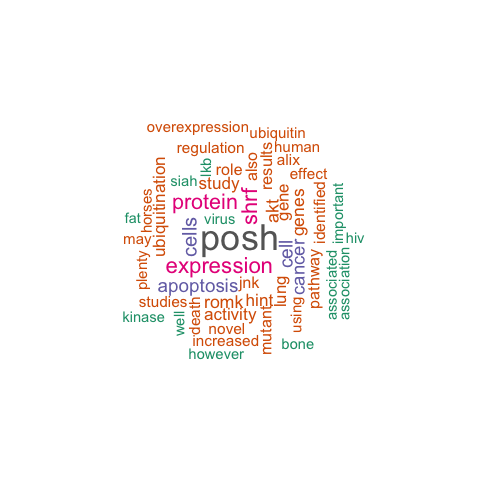 overexpression
ubiquitin
regulation
human
lkb
also
results
alix
siah
role
effect
study
ubiquitination
horses
protein
shrf
akt
gene
genes
identified
important
fat
virus
may
cells
posh
cell
cancer
hiv
plenty
expression
pathway
associated
association
apoptosis
jnk
lung
studies
romk
hint
using
kinase
well
death
activity
mutant
novel
increased
bone
however